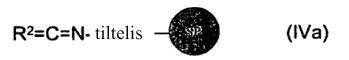 R²=C=N- tiltelis — SP (IVa)